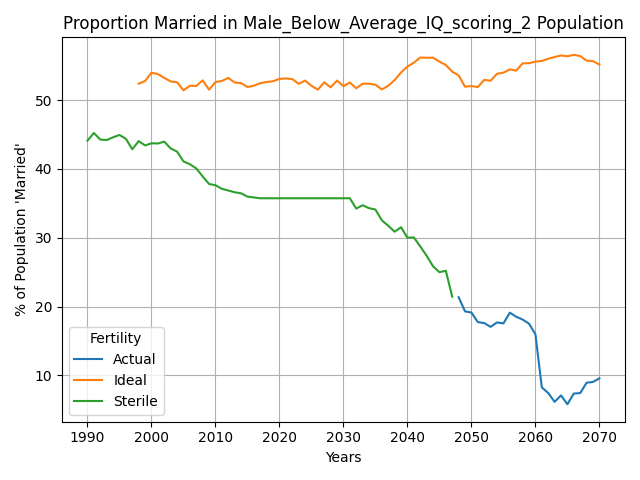 Proportion Married in Male_Below_Average_IQ_scoring_2 Population
% of Population 'Married'
50
40
30
20
10
Fertility
Actual
Ideal
Sterile
1990 2000 2010 2020 2030 2040 2050 2060 2070
Years